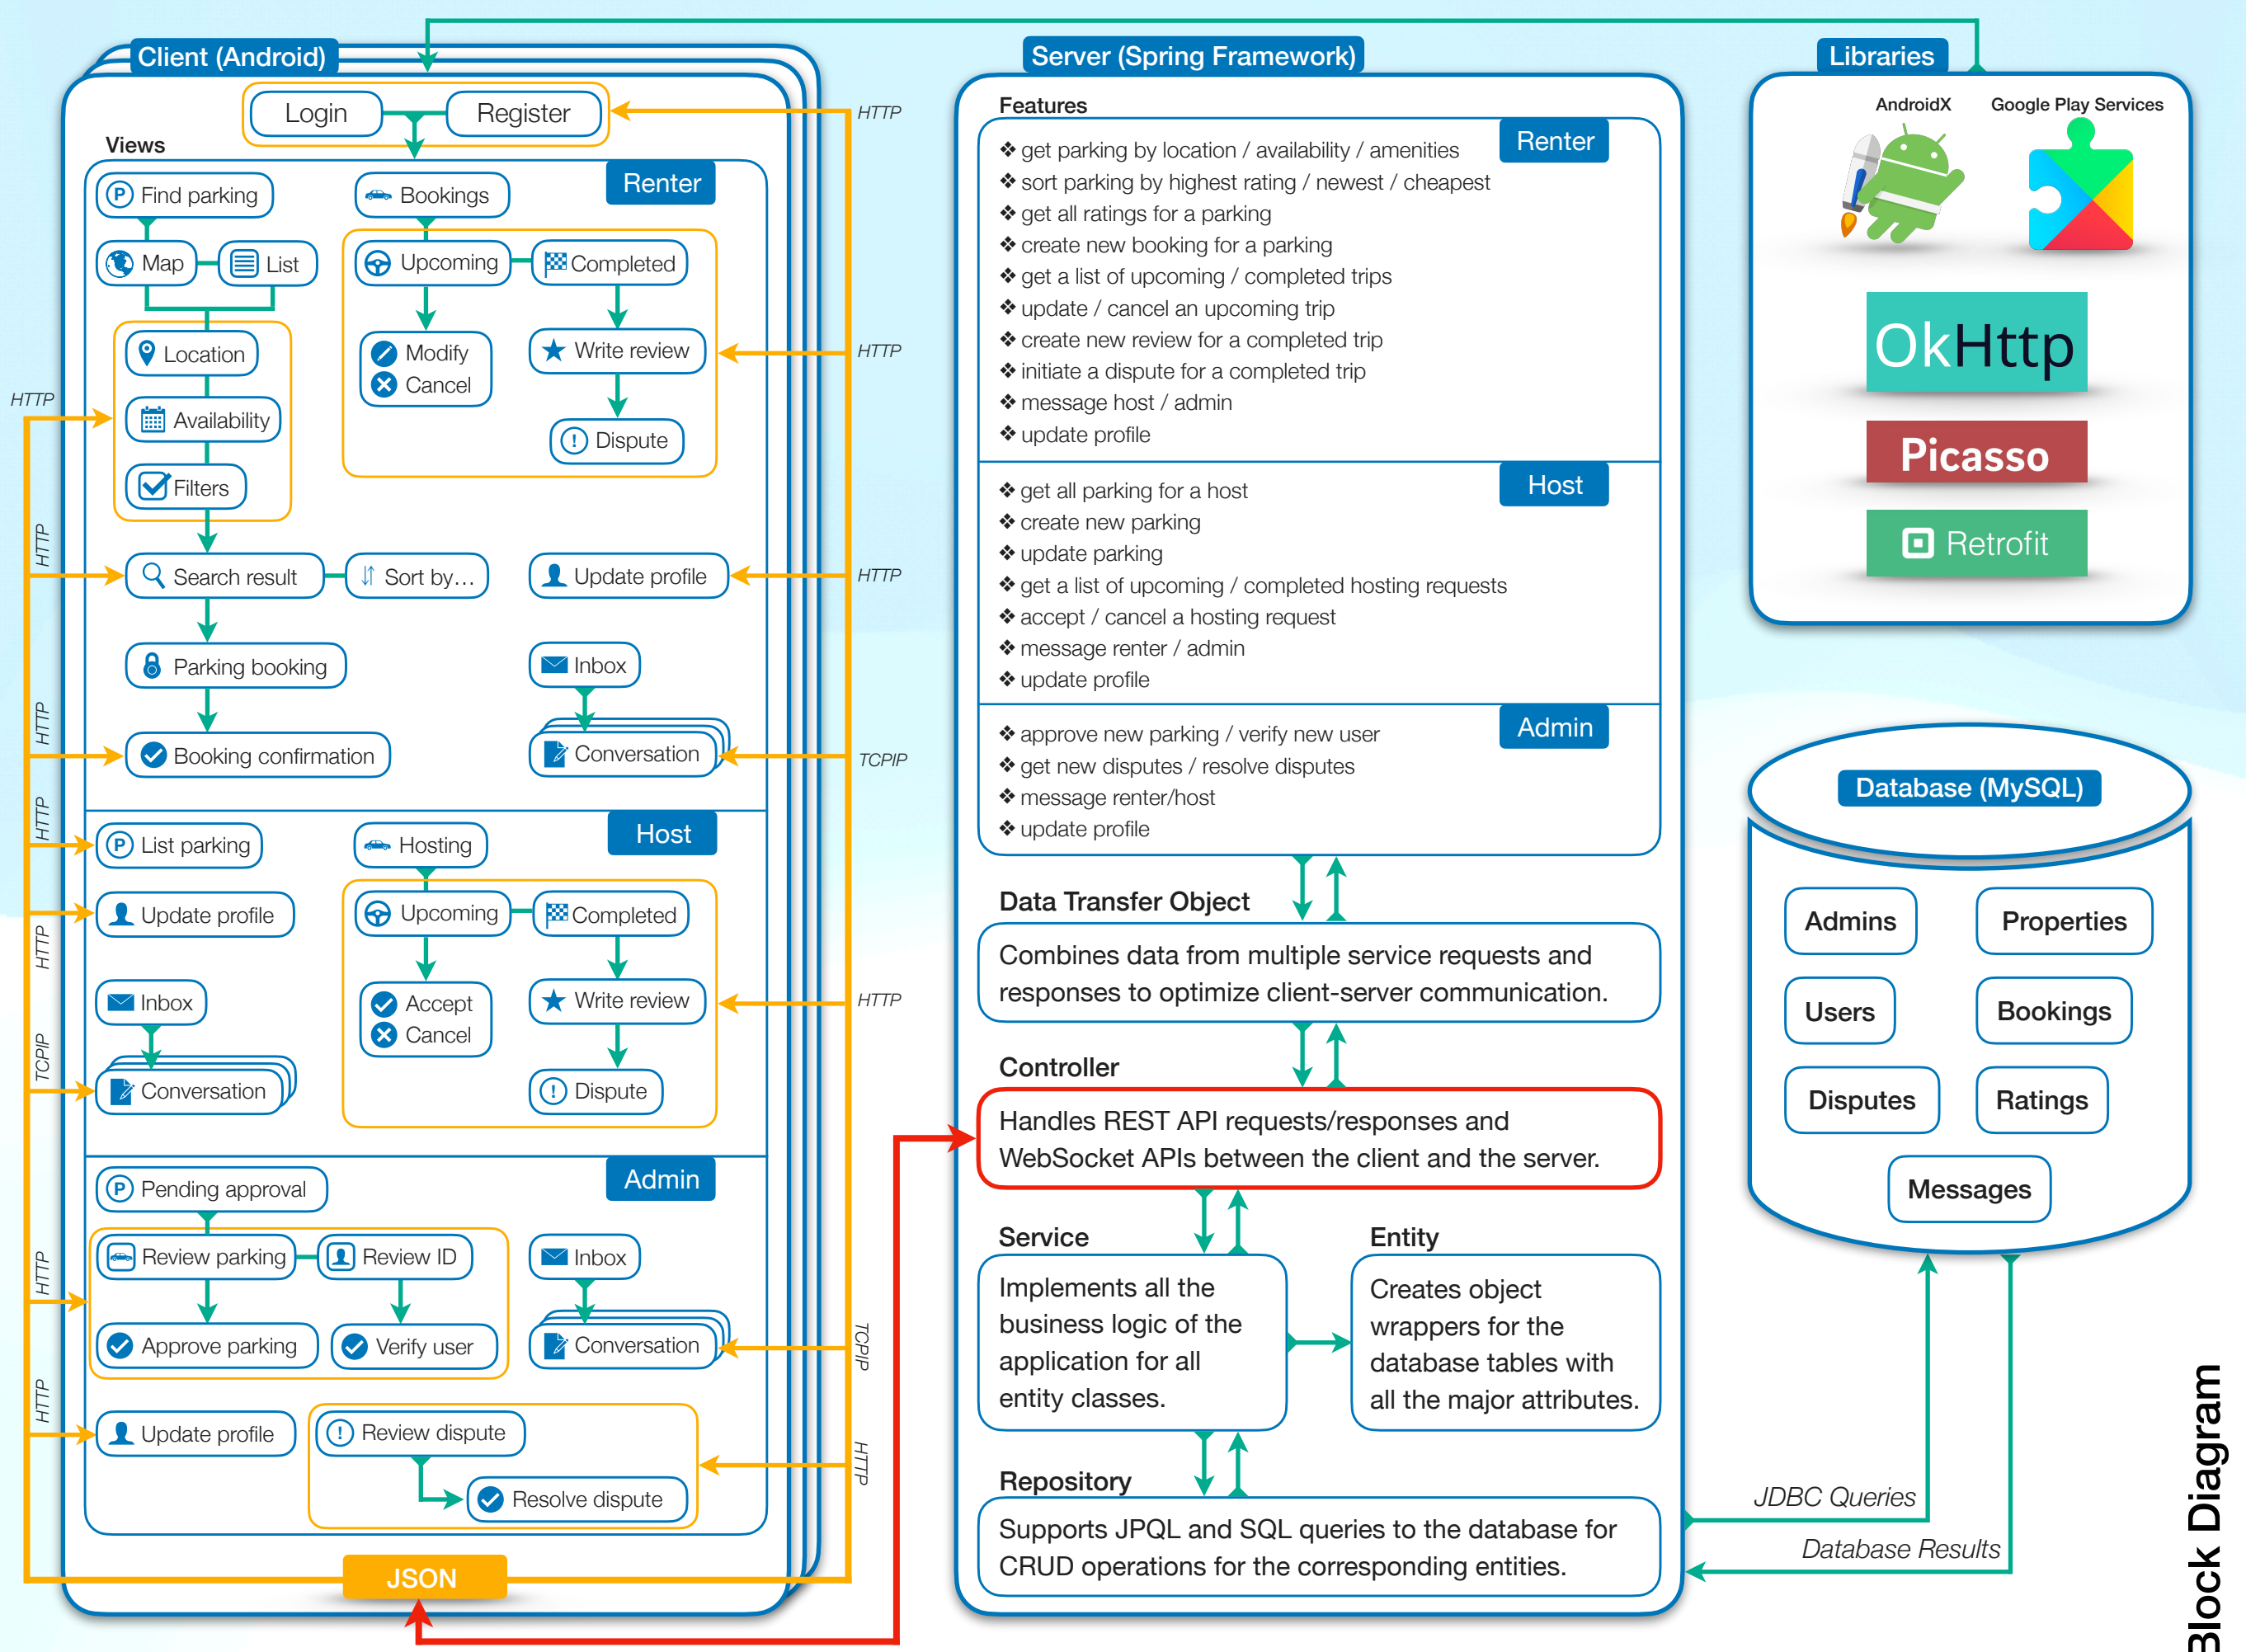 Client (Android)
Login
Register
HTTP
Views
Renter
Find parking
Bookings
Map
List
Upcoming
Completed
Location
Modify
Cancel
Write review
HTTP
HTTP
Availability
Dispute
Filters
HTTP
Search result
Sort by...
Update profile
HTTP
Parking booking
Inbox
HTTP
Booking confirmation
Conversation
TCPIP
HTTP
Host
List parking
Hosting
Update profile
Upcoming
Completed
HTTP
Inbox
Accept
Cancel
Write review
HTTP
TCPIP
Conversation
Dispute
Admin
Pending approval
Review parking
Review ID
Inbox
HTTP
Approve parking
Verify user
Conversation
TCPIP
HTTP
Update profile
Review dispute
HTTP
Resolve dispute
JSON
Server (Spring Framework)
Features
Renter
❖ get parking by location / availability / amenities
❖ sort parking by highest rating / newest / cheapest
❖ get all ratings for a parking
❖ create new booking for a parking
❖ get a list of upcoming / completed trips
❖ update / cancel an upcoming trip
❖ create new review for a completed trip
❖ initiate a dispute for a completed trip
❖ message host / admin
❖ update profile
Host
❖ get all parking for a host
❖ create new parking
❖ update parking
❖ get a list of upcoming / completed hosting requests
❖ accept / cancel a hosting request
❖ message renter / admin
❖ update profile
Admin
❖ approve new parking / verify new user
❖ get new disputes / resolve disputes
❖ message renter/host
❖ update profile
Data Transfer Object
Combines data from multiple service requests and
responses to optimize client-server communication.
Controller
Handles REST API requests/responses and
WebSocket APIs between the client and the server.
Service
Implements all the
business logic of the
application for all
entity classes.
Entity
Creates object
wrappers for the
database tables with
all the major attributes.
Repository
Supports JPQL and SQL queries to the database for
CRUD operations for the corresponding entities.
Libraries
AndroidX
Google Play Services
OkHttp
Picasso
Retrofit
Database (MySQL)
Admins
Properties
Users
Bookings
Disputes
Ratings
Messages
JDBC Queries
Database Results
Block Diagram